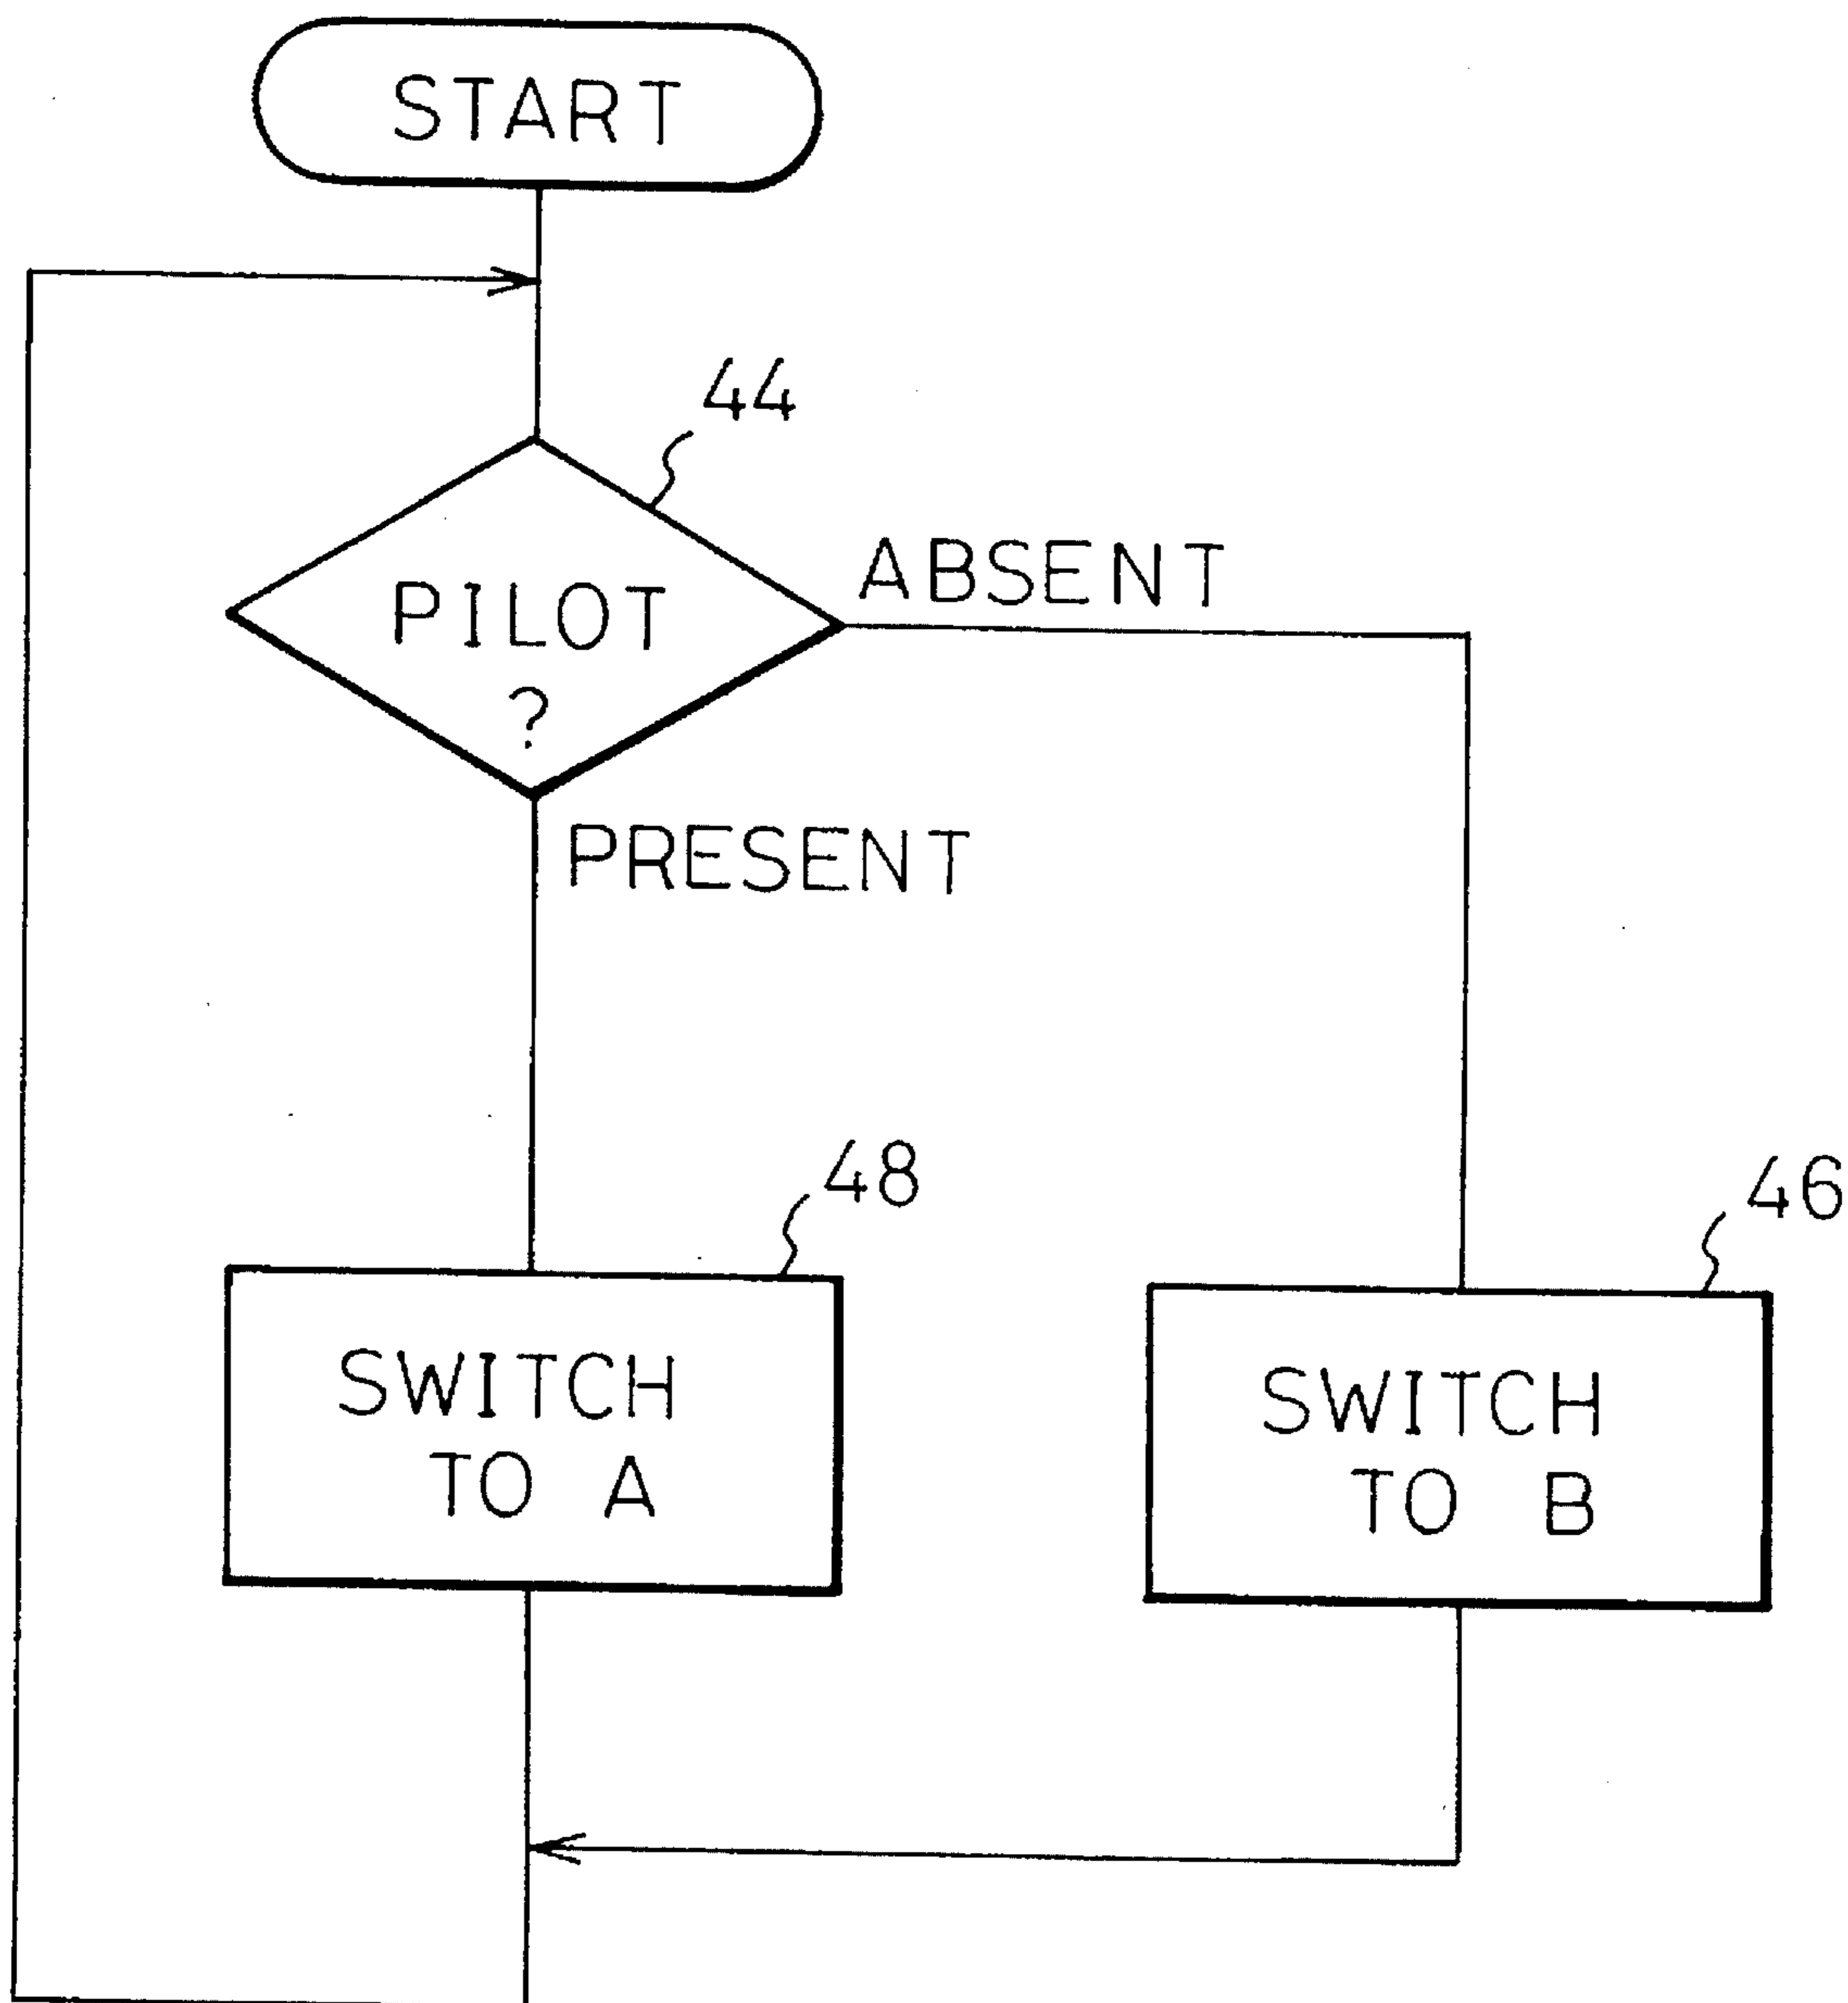 START
44
ABSENT
PILOT
?
PRESENT
48
46
SWITCH
TO A
SWITCH
TO B